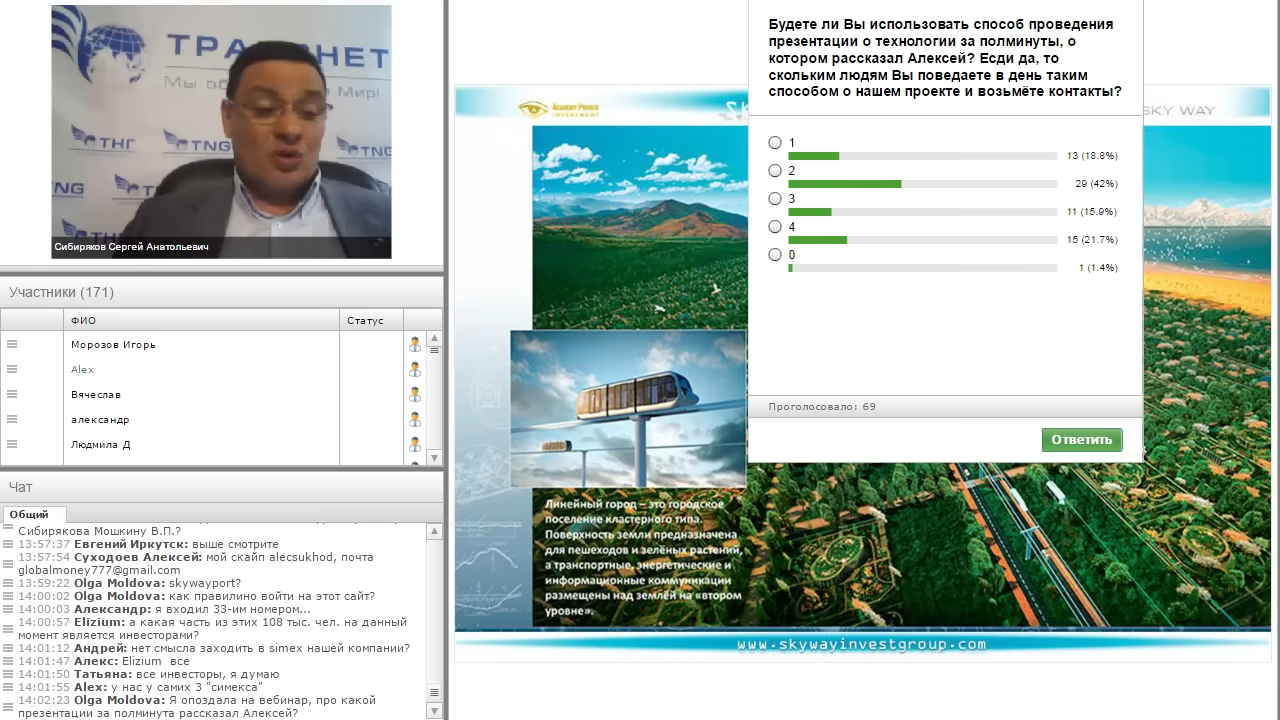 ТРАНСНЕТ
ТНГ
TNG
TNG
TNG
ТНГ
Сибиряков Сергей Анатольевич
Участники (171)
ФИО
Статус
Морозов Игорь
Alex
Вячеслав
александр
Людмила Д
Чат
Общий
Сибирякова Мошкину В.П.?
13:57:37 Евгений Иркутск: выше смотрите
13:57:54 Суходоев Алексей: мой скайп alecsukhod, почта
globalmoney777@gmail.com
13:59:22 Olga Moldova: skywayport?
14:00:02 Olga Moldova: как правилино войти на этот сайт?
14:00:03 Александр: я входил 33-им номером...
14:00:57 Elizium: а какая часть из этих 108 тыс. чел. на данный
момент является инвесторами?
14:01:12 Андрей: нет смысла заходить в simex нашей компании?
14:01:47 Алекс: Elizium все
14:01:50 Татьяна: все инвесторы, я думаю
14:01:55 Alex: у нас у самих 3 "симекса"
14:02:23 Olga Moldova: Я опоздала на вебинар, про какой
презентации за полминута рассказал Алексей?
ACADEMY PRIVATE
INVESTMENT
SKY WAY
Линейный город – это городское
поселение кластерного типа.
Поверхность земли предназначена
для пешеходов и зелёных растений,
а транспортные, энергетические и
информационные коммуникации
размещены над землёй на «втором
уровне».
www.skywayinvestgroup.com
Будете ли Вы использовать способ проведения
презентации о технологии за полминуты, о
котором рассказал Алексей? Есди да, то
скольким людям Вы поведаете в день таким
способом о нашем проекте и возьмёте контакты?
1
13 (18.8%)
2
29 (42%)
3
11 (15.9%)
4
15 (21.7%)
0
1 (1.4%)
Проголосовало: 69
Ответить